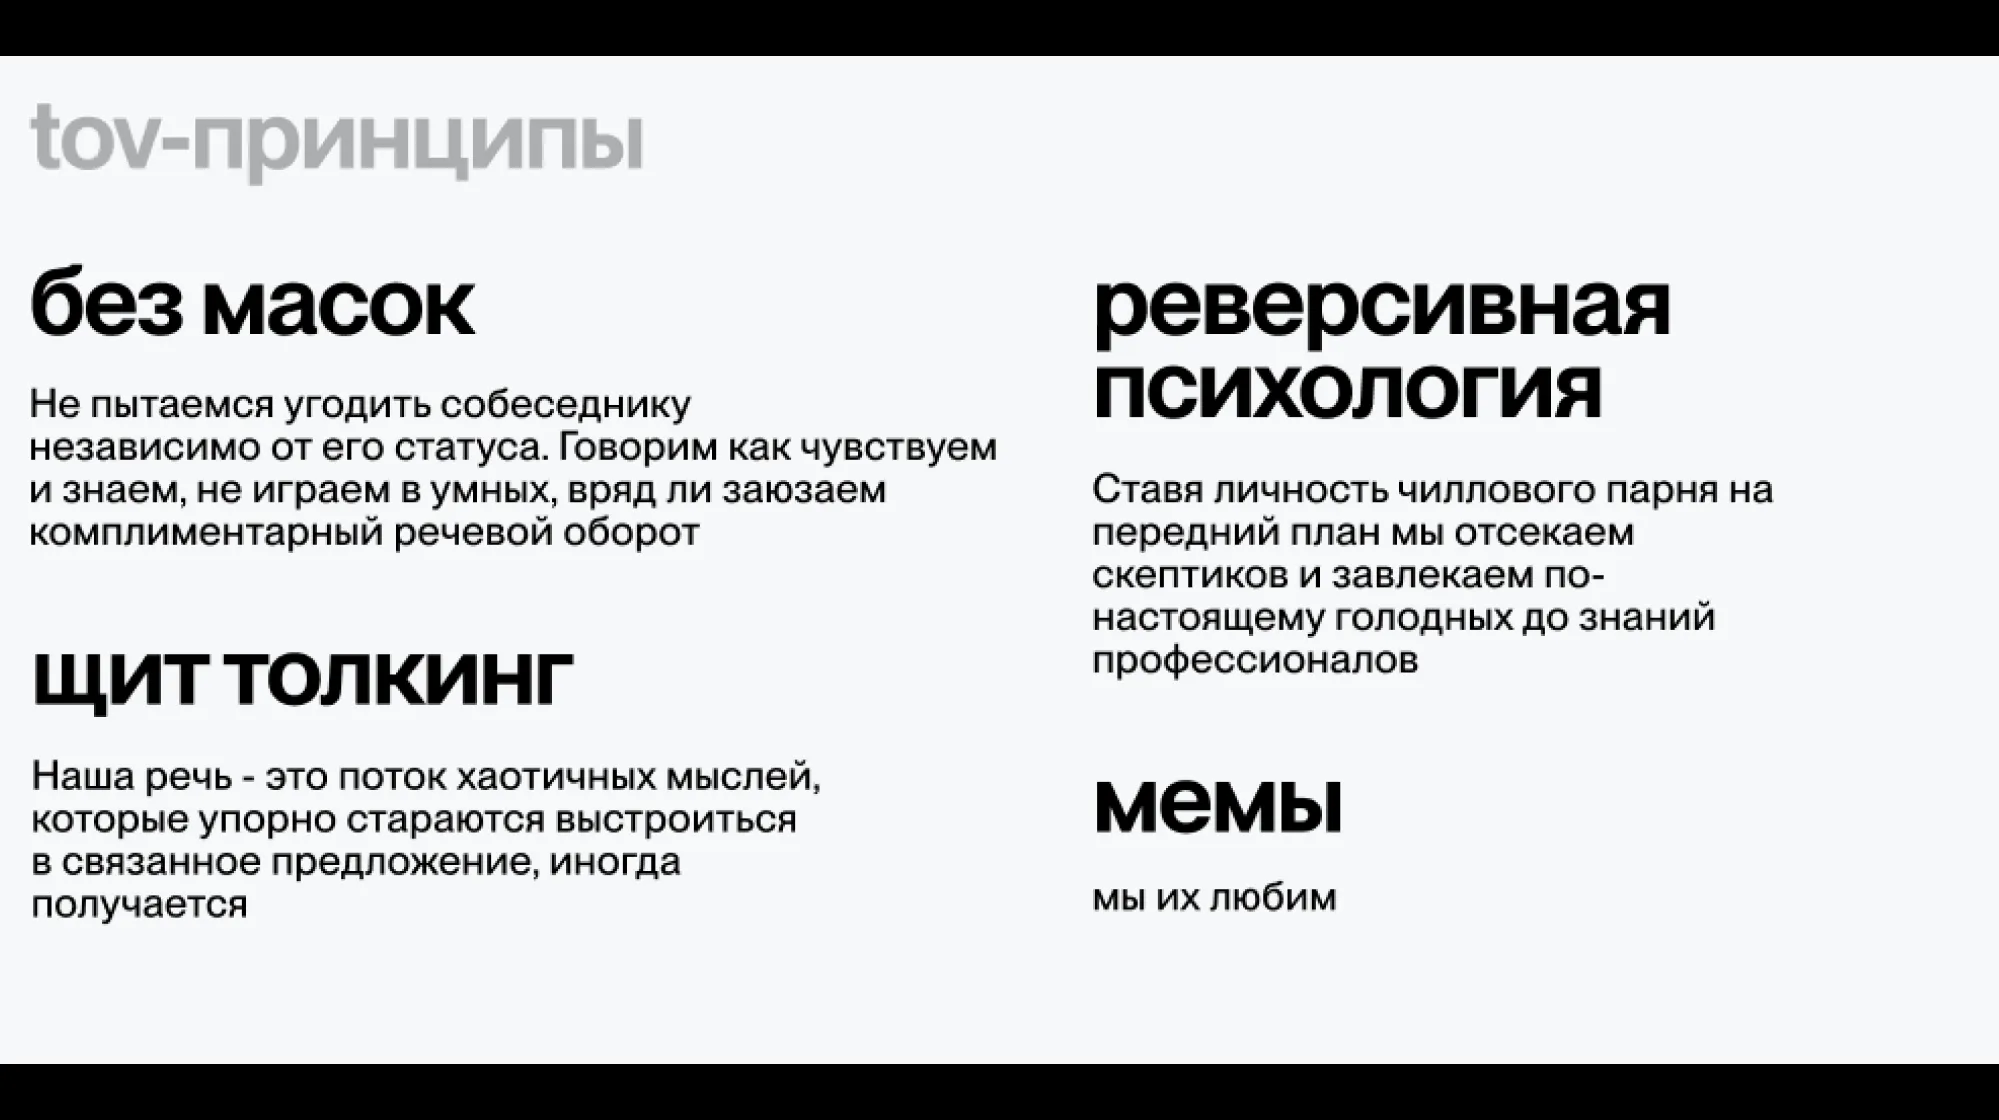 tov-принципы
без масок
Не пытаемся угодить собеседнику
независимо от его статуса. Говорим как чувствуем
и знаем, не играем в умных, вряд ли заюзаем
комплиментарный речевой оборот
щит толкинг
Наша речь - это поток хаотичных мыслей,
которые упорно стараются выстроиться
в связанное предложение, иногда
получается
реверсивная
психология
Ставя личность чиллового парня на
передний план мы отсекаем
скептиков и завлекаем по-
настоящему голодных до знаний
профессионалов
мемы
мы их любим